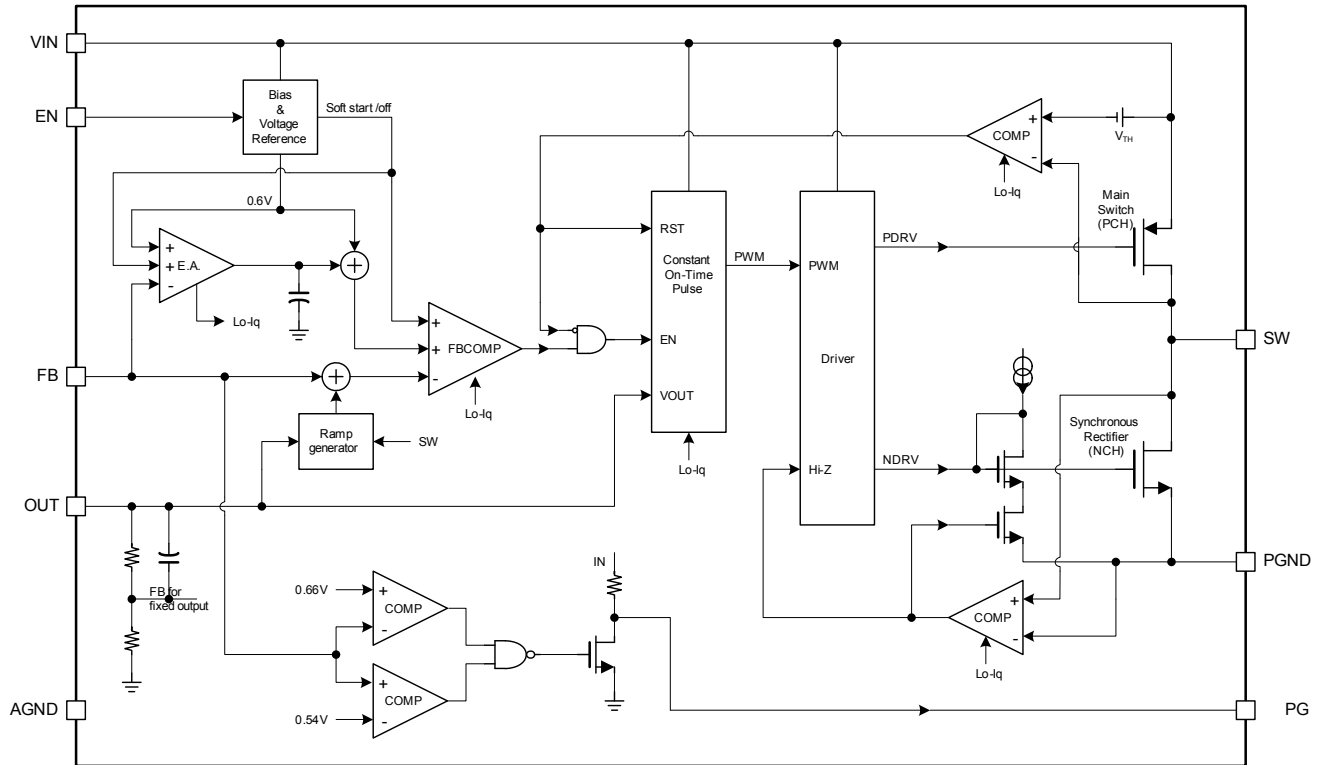 VIN
EN
Bias
&
Voltage
Reference
Soft start /off
+
COMP
-
VTH
Lo-Iq
0.6V
+
+ E.A.
-
Lo-Iq
+
+
+ FBCOMP
-
Lo-Iq
RST
Constant
On-Time
Pulse
EN
VOUT
Lo-Iq
PWM
PWM
Driver
Hi-Z
PDRV
NDRV
Main
Switch
(PCH)
SW
FB
+
Ramp
generator
SW
Synchronous
Rectifier
(NCH)
OUT
FB for
fixed output
PGND
+
COMP
-
Lo-Iq
IN
0.66V
+
COMP
-
+
COMP
-
0.54V
AGND
PG